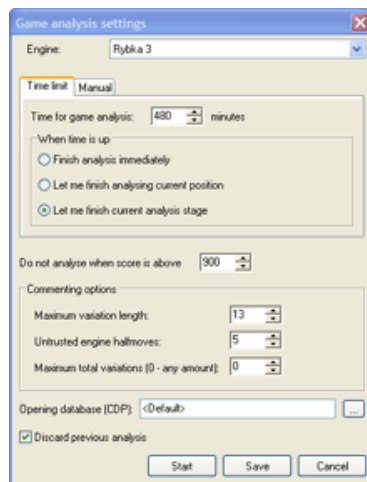 Game analysis settings
Engine: Rybka 3
Time limit Manual
Time for game analysis: 480 minutes
When time is up
Finish analysis immediately
Let me finish analysing current position
Let me finish current analysis stage
Do not analyse when score is above 900
Commenting options
Maximum variation length: 13
Untrusted engine halfmoves: 5
Maximum total variations (0 - any amount): 0
Opening database (CDP): <Default> ...
Discard previous analysis
Start Save Cancel